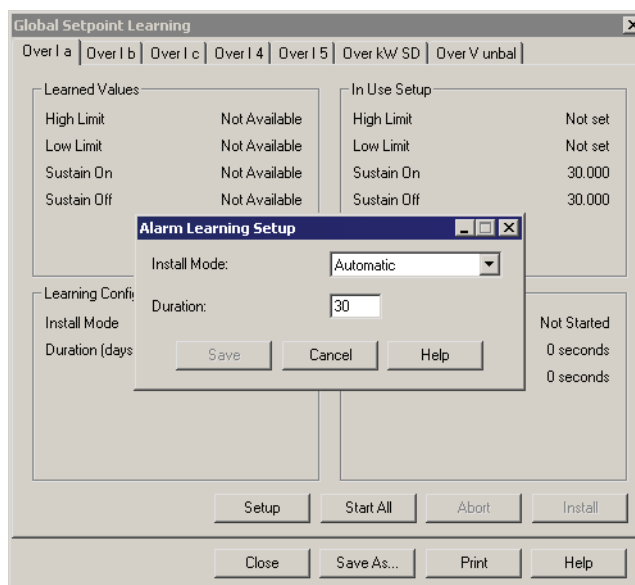 Global Setpoint Learning
Over I a Over I b Over I c Over I 4 Over I 5 Over kW SD Over V unbal
Learned Values
High Limit Not Available
Low Limit Not Available
Sustain On Not Available
Sustain Off Not Available
In Use Setup
High Limit Not set
Low Limit Not set
Sustain On 30.000
Sustain Off 30.000
Alarm Learning Setup
Install Mode: Automatic
Duration: 30
Save Cancel Help
Learning Config
Install Mode
Duration (days
Not Started
0 seconds
0 seconds
Setup Start All Abort Install
Close Save As... Print Help